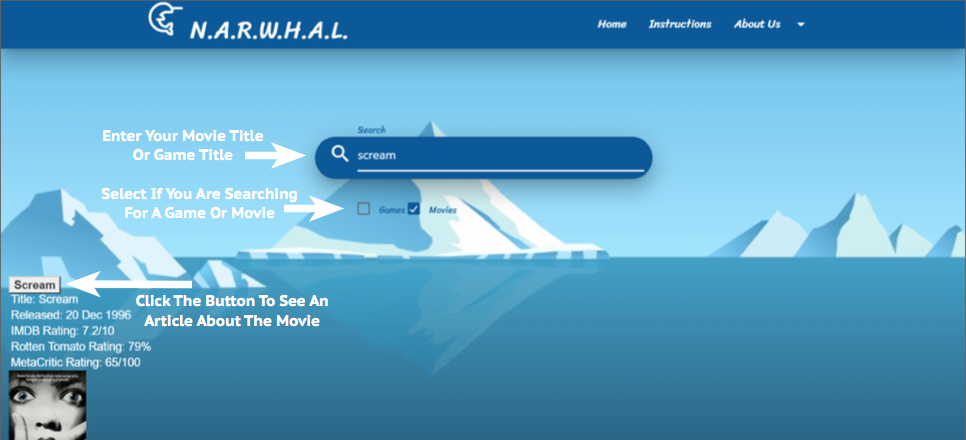 N.A.R.W.H.A.L.
Home
Instructions
About Us
Search
Enter Your Movie Title
Or Game Title
scream
Select If You Are Searching
For A Game Or Movie
Games
Movies
Scream
Click The Button To See An
Article About The Movie
Title: Scream
Released: 20 Dec 1996
IMDB Rating: 7.2/10
Rotten Tomato Rating: 79%
MetaCritic Rating: 65/100